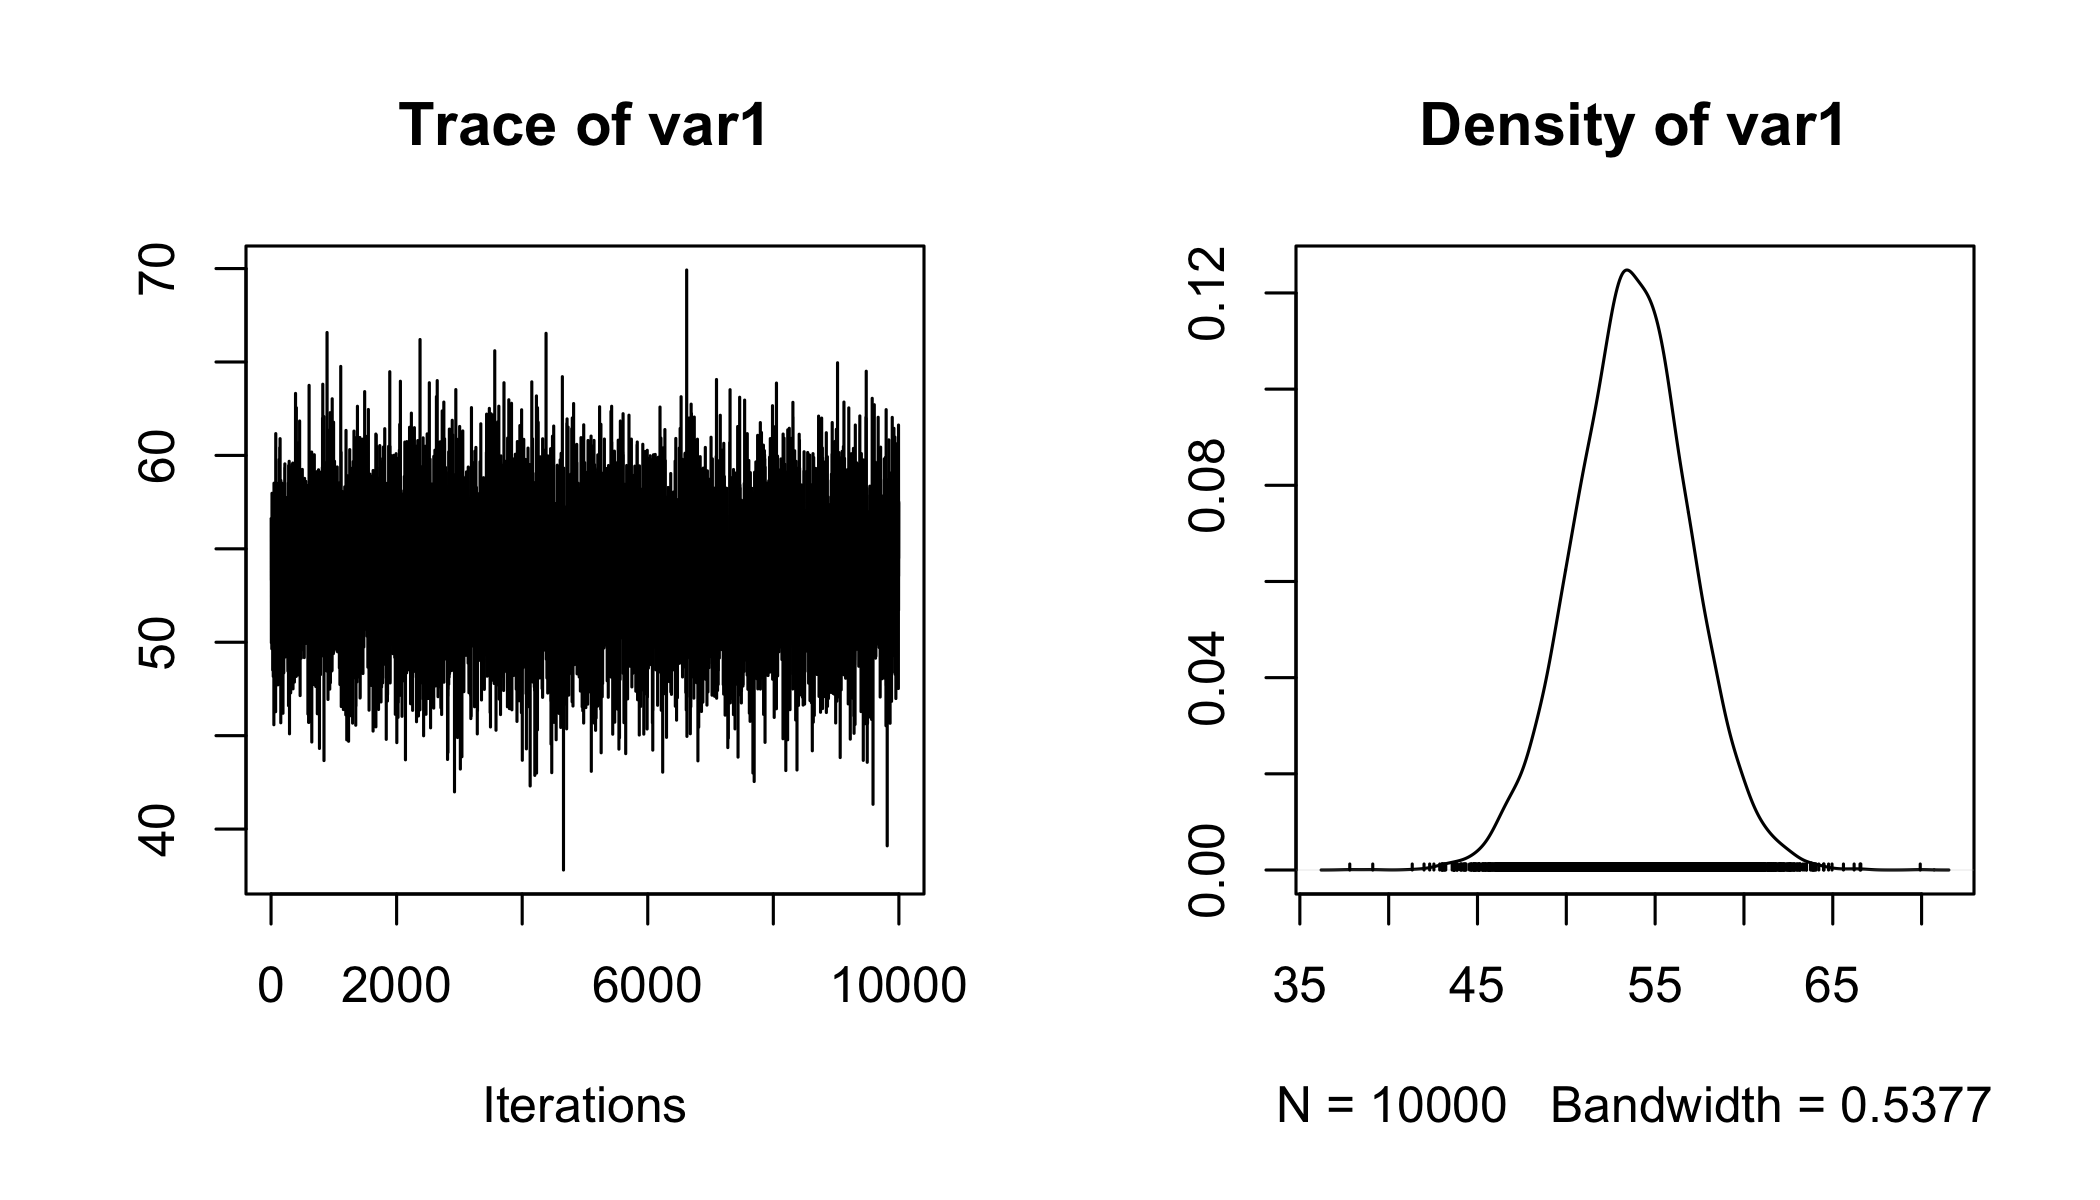 Trace of var1
70
60
50
40
0 2000 6000 10000
Iterations
Density of var1
0.12
0.08
0.04
0.00
35 45 55 65
N = 10000 Bandwidth = 0.5377